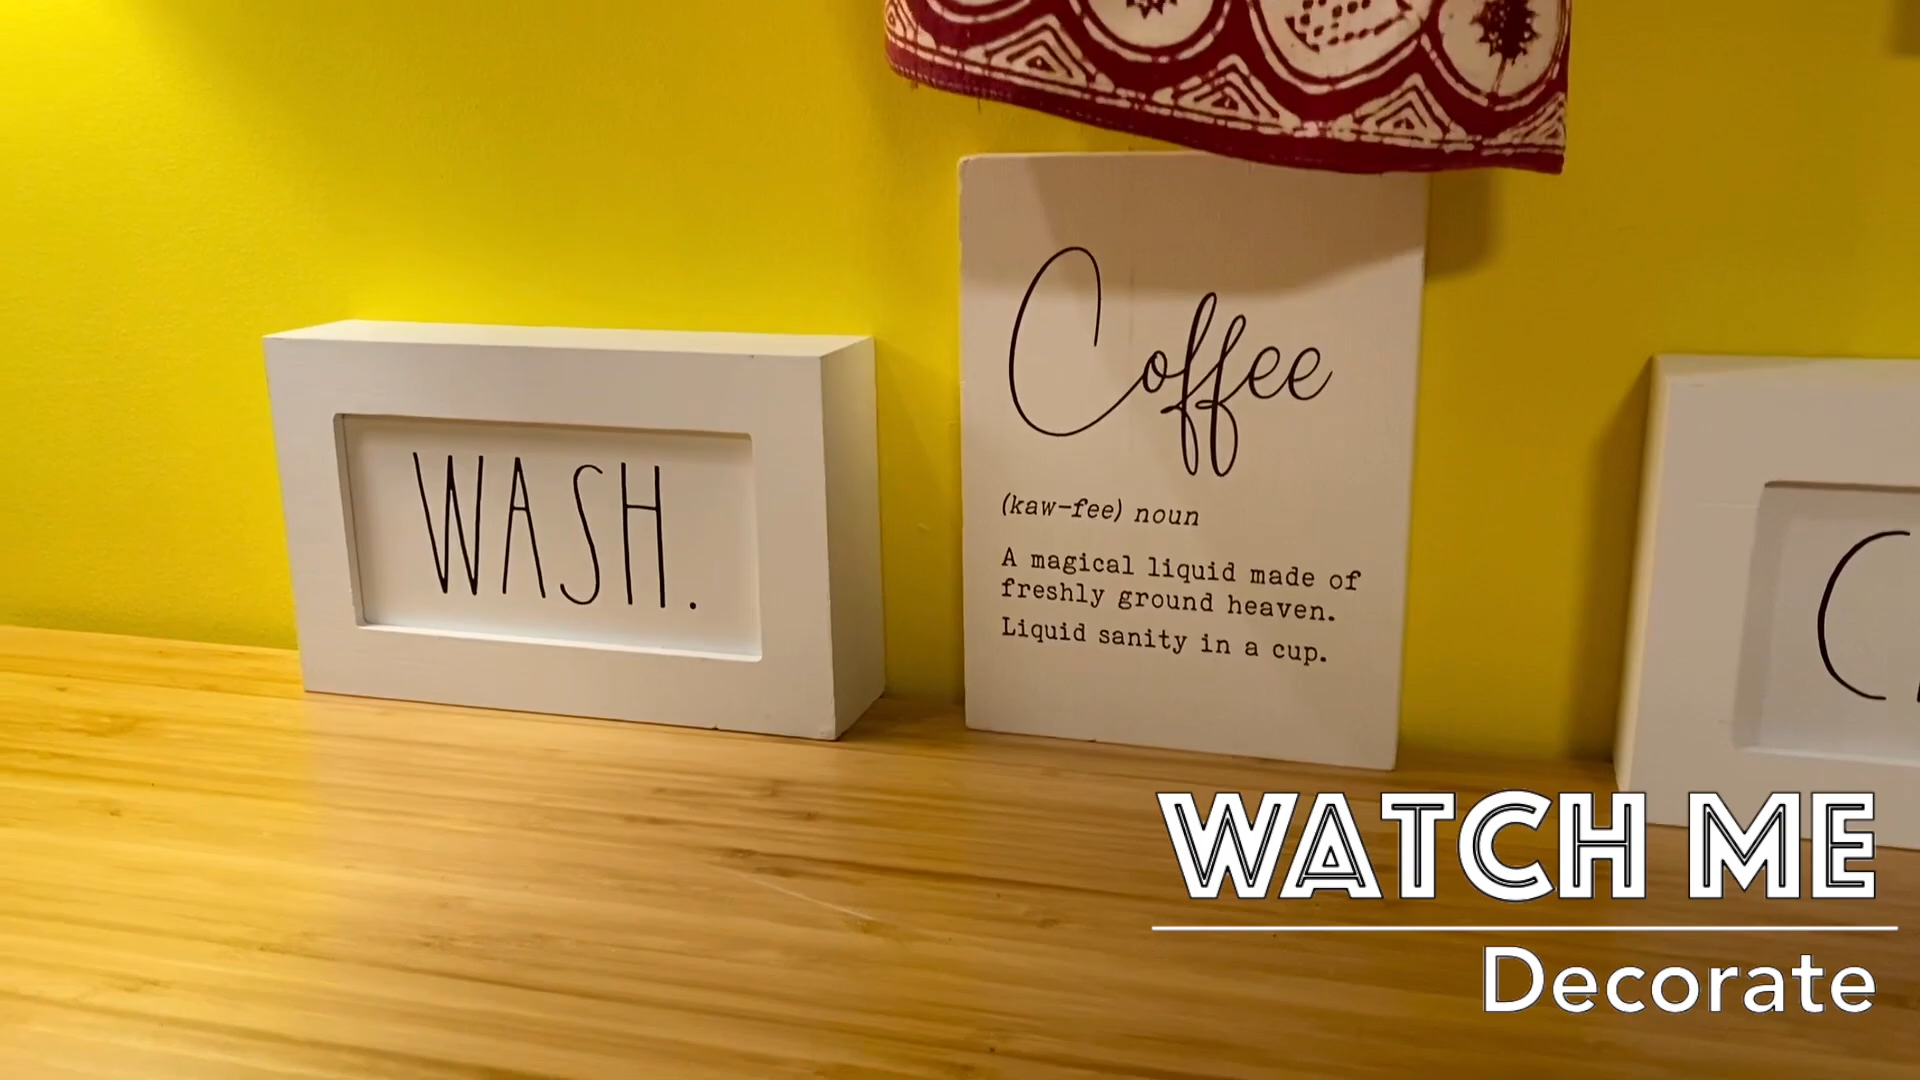 WASH.
Coffee
(kaw-fee) noun
A magical liquid made of
freshly ground heaven.
Liquid sanity in a cup.
C
WATCH ME
Decorate